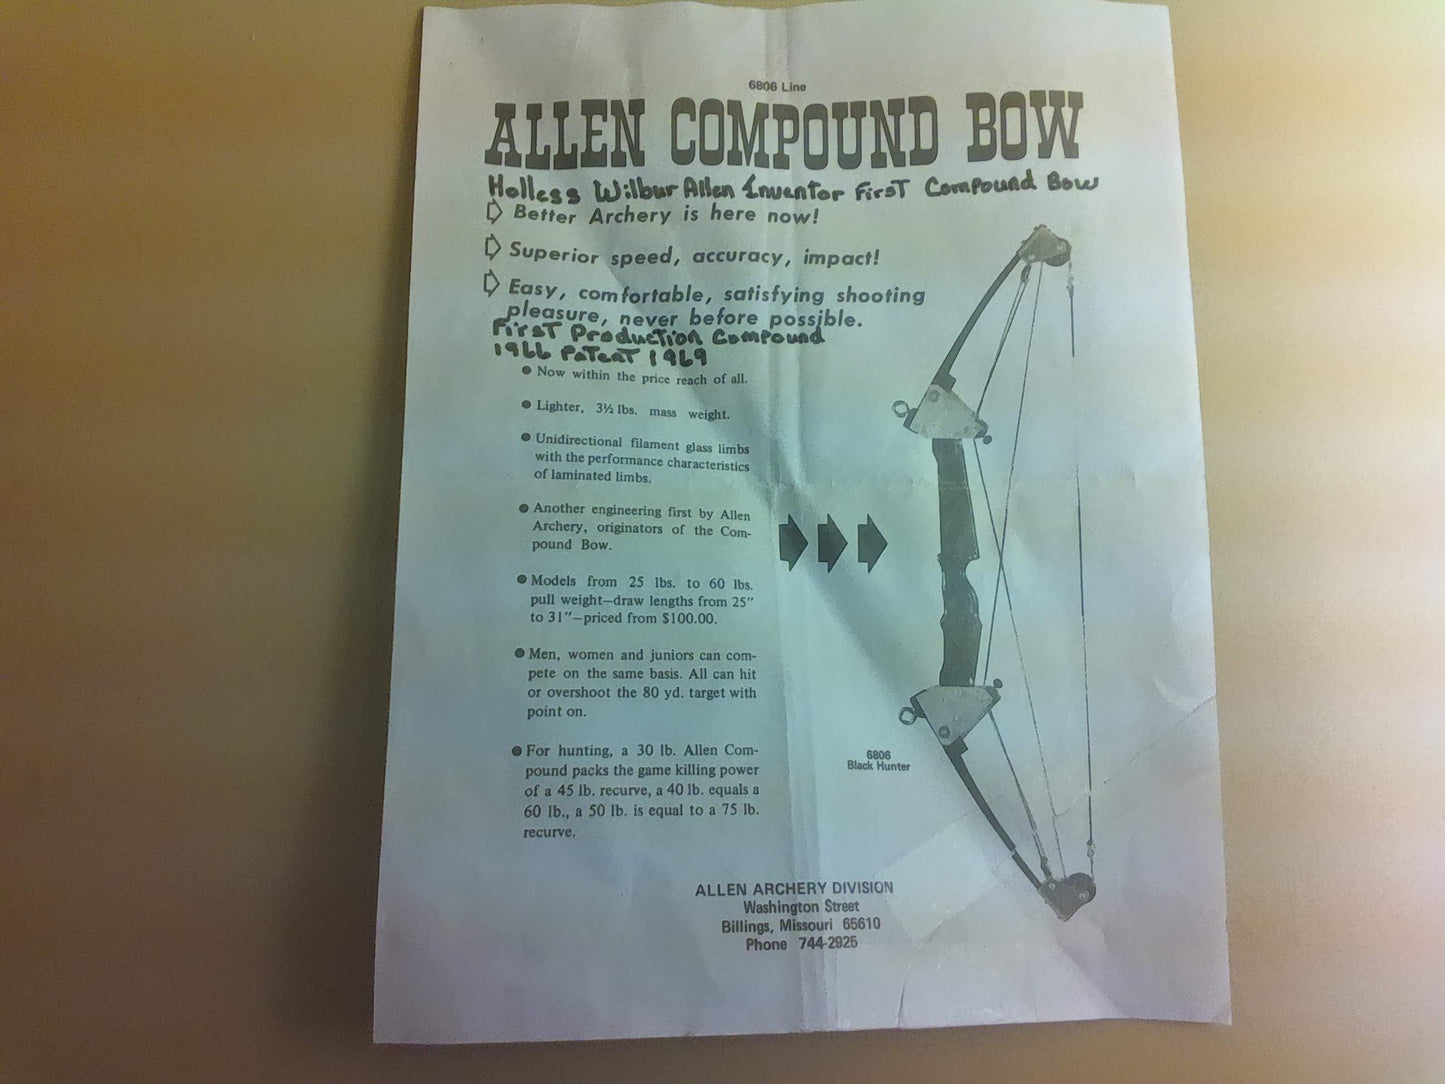 6806 Line
ALLEN COMPOUND BOW
Holless Wilbur Allen Inventor First Compound Bow
Better Archery is here now!
Superior speed, accuracy, impact!
Easy, comfortable, satisfying shooting
pleasure, never before possible.
First Production Compound
1966 Patent 1969
Now within the price reach of all.
Lighter, 3½ lbs. mass weight.
Unidirectional filament glass limbs
with the performance characteristics
of laminated limbs.
Another engineering first by Allen
Archery, originators of the Com-
pound Bow.
Models from 25 lbs. to 60 lbs.
pull weight—draw lengths from 25"
to 31"—priced from $100.00.
Men, women and juniors can com-
pete on the same basis. All can hit
or overshoot the 80 yd. target with
point on.
For hunting, a 30 lb. Allen Com-
pound packs the game killing power
of a 45 lb. recurve, a 40 lb. equals a
60 lb., a 50 lb. is equal to a 75 lb.
recurve.
6806
Black Hunter
ALLEN ARCHERY DIVISION
Washington Street
Billings, Missouri 65610
Phone 744-2925